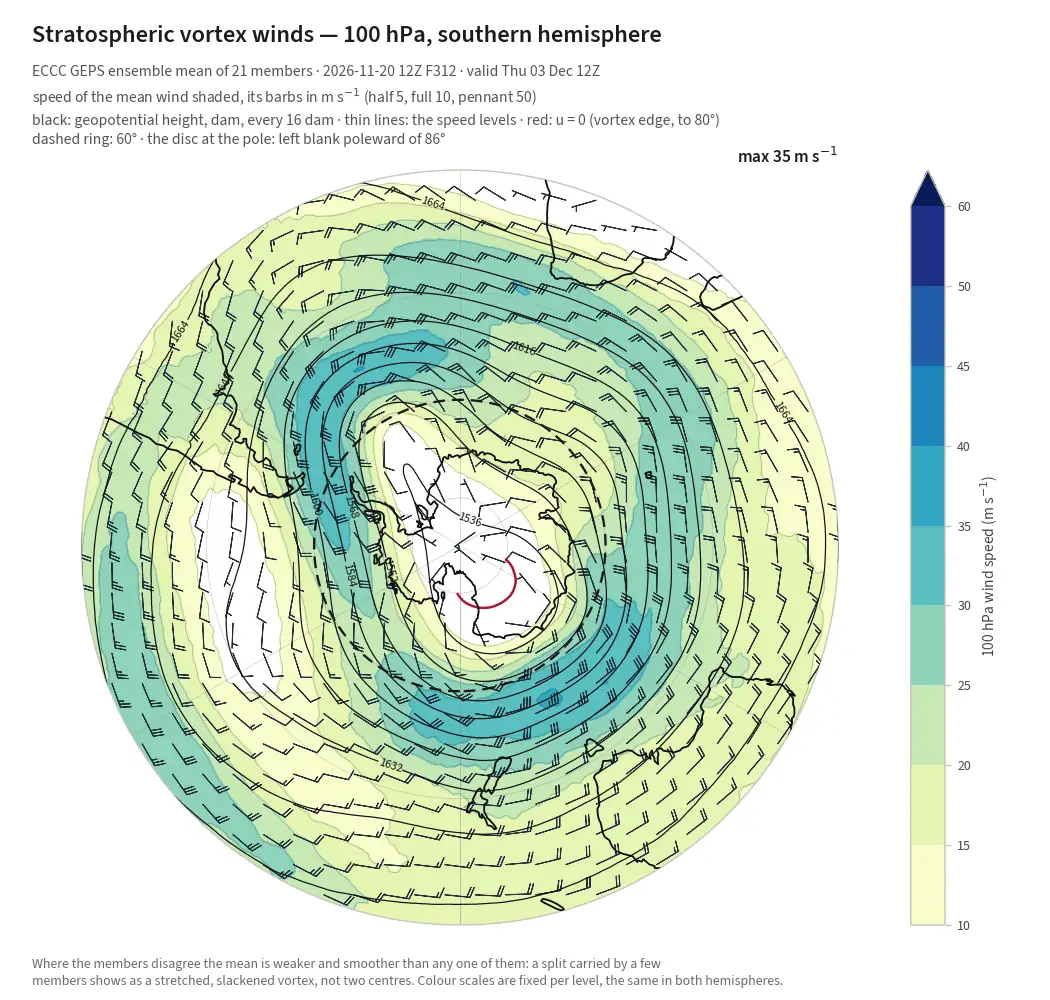 Stratospheric vortex winds — 100 hPa, southern hemisphere
ECCC GEPS ensemble mean of 21 members · 2026-11-20 12Z F312 · valid Thu 03 Dec 12Z
speed of the mean wind shaded, its barbs in m s⁻¹ (half 5, full 10, pennant 50)
black: geopotential height, dam, every 16 dam · thin lines: the speed levels · red: u = 0 (vortex edge, to 80°)
dashed ring: 60° · the disc at the pole: left blank poleward of 86°
max 35 m s⁻¹
1664
1664
1616
1664
1600
1568
1536
1584
1632
60
50
45
40
35
30
25
20
15
10
100 hPa wind speed (m s⁻¹)
Where the members disagree the mean is weaker and smoother than any one of them: a split carried by a few
members shows as a stretched, slackened vortex, not two centres. Colour scales are fixed per level, the same in both hemispheres.